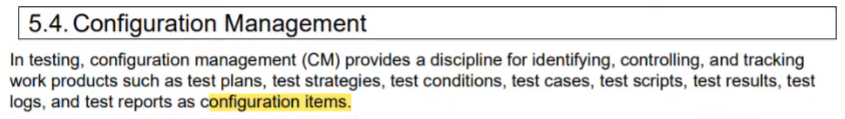 5.4. Configuration Management
In testing, configuration management (CM) provides a discipline for identifying, controlling, and tracking
work products such as test plans, test strategies, test conditions, test cases, test scripts, test results, test
logs, and test reports as configuration items.